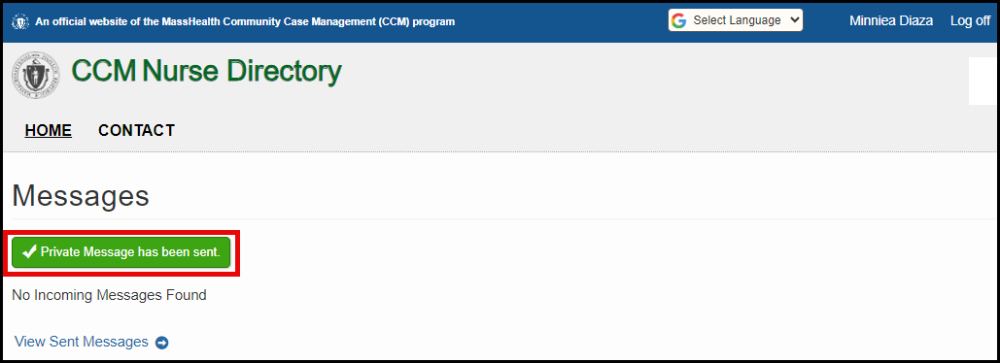 An official website of the MassHealth Community Case Management (CCM) program
Select Language
Minniea Diaza
Log off
CCM Nurse Directory
HOME
CONTACT
Messages
Private Message has been sent.
No Incoming Messages Found
View Sent Messages